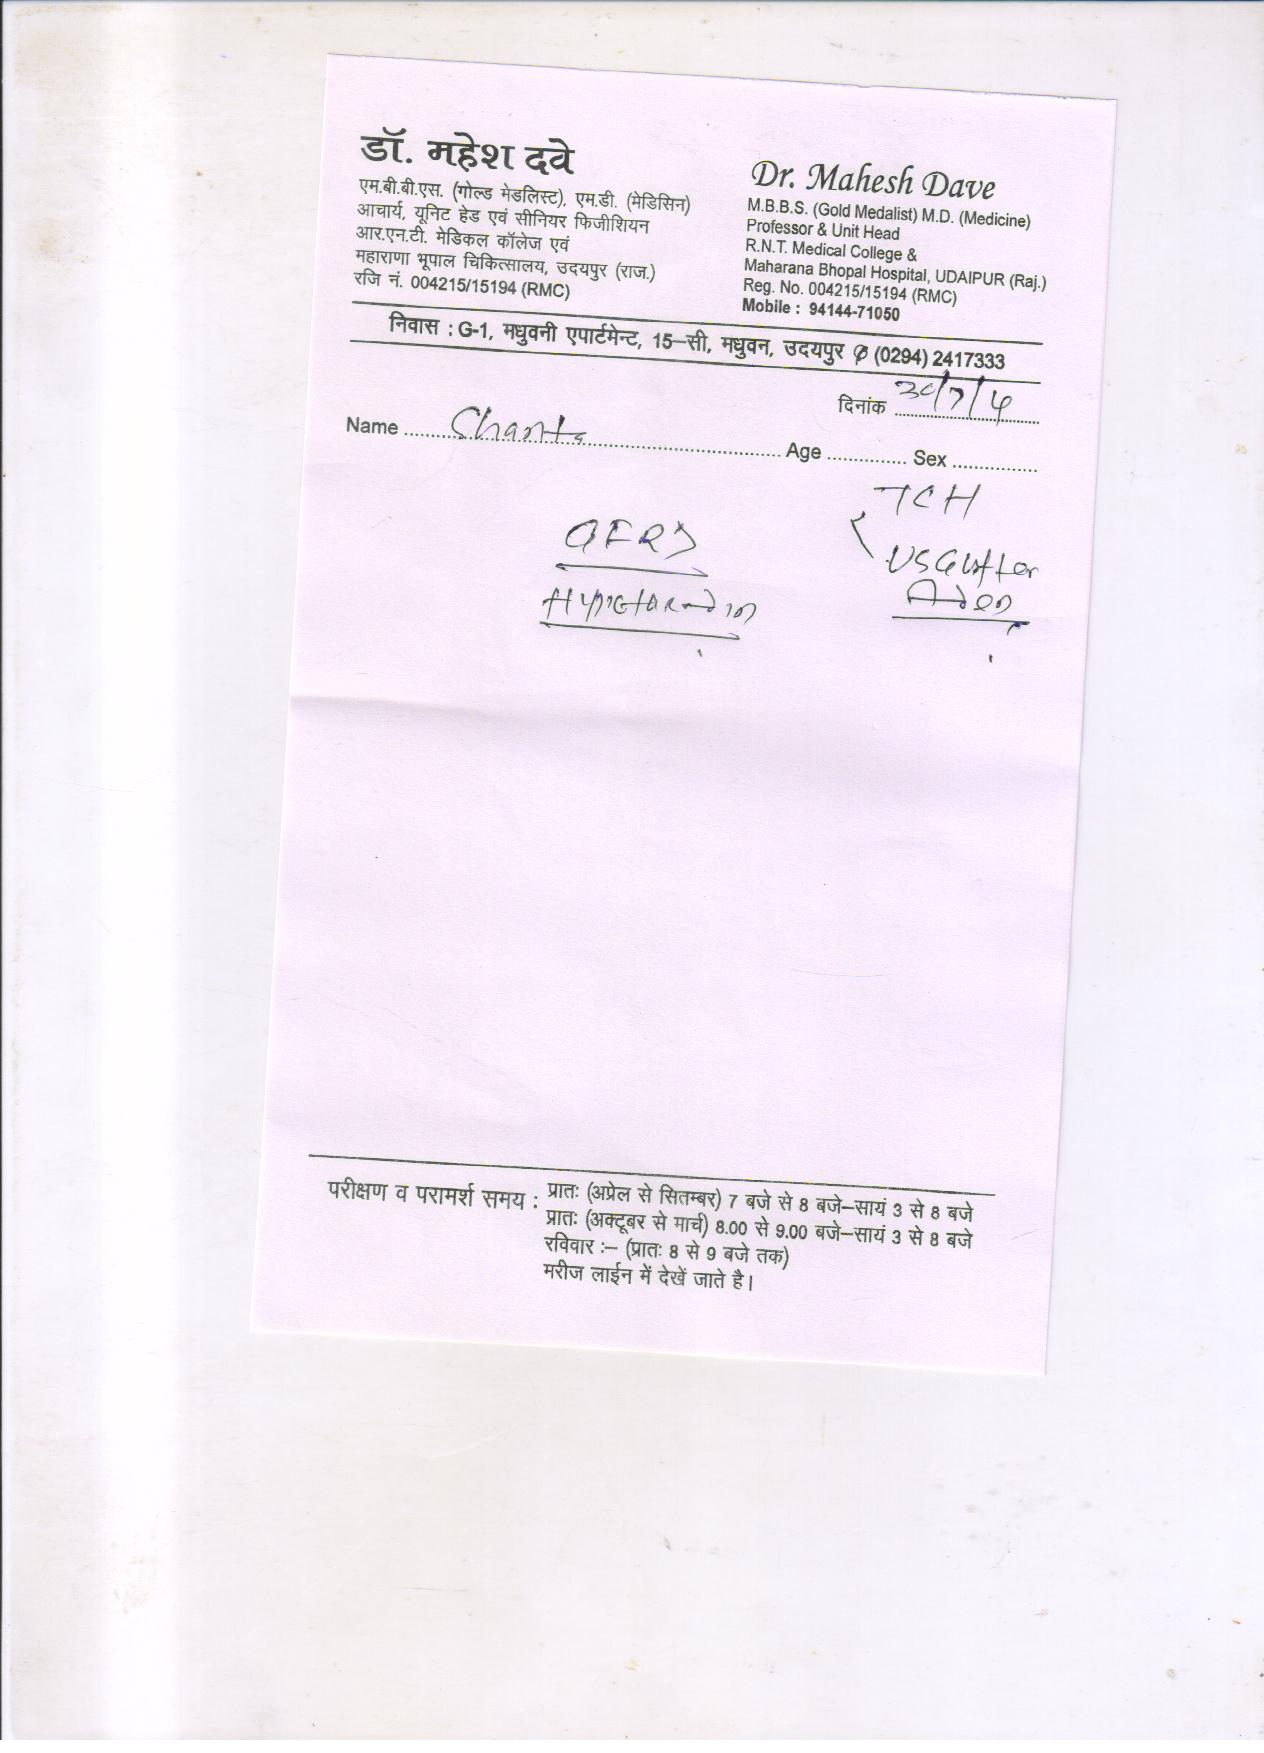 डॉ. महेश दवे
एम.बी.बी.एस. (गोल्ड मेडलिस्ट), एम.डी. (मेडिसिन)
आचार्य, यूनिट हेड एवं सीनियर फिजीशियन
आर.एन.टी. मेडिकल कॉलेज एवं
महाराणा भूपाल चिकित्सालय, उदयपुर (राज.)
रजि नं. 004215/15194 (RMC)
Dr. Mahesh Dave
M.B.B.S. (Gold Medalist) M.D. (Medicine)
Professor & Unit Head
R.N.T. Medical College &
Maharana Bhopal Hospital, UDAIPUR (Raj.)
Reg. No. 004215/15194 (RMC)
Mobile : 94144-71050
निवास : G-1, मधुवनी एपार्टमेन्ट, 15–सी, मधुवन, उदयपुर ✆ (0294) 2417333
दिनांक
Name Shanta Age Sex
USG
परीक्षण व परामर्श समय : प्रातः (अप्रेल से सितम्बर) 7 बजे से 8 बजे–सायं 3 से 8 बजे
प्रातः (अक्टूबर से मार्च) 8.00 से 9.00 बजे–सायं 3 से 8 बजे
रविवार :– (प्रातः 8 से 9 बजे तक)
मरीज लाईन में देखें जाते है।